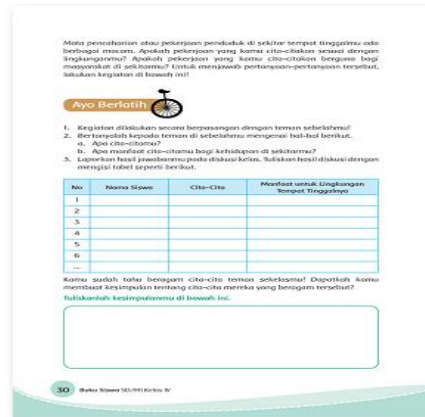 Mata pencaharian atau pekerjaan penduduk di sekitar tempat tinggalmu ada
berbagai macam. Apakah pekerjaan yang kamu cita-citakan sesuai dengan
lingkunganmu? Apakah pekerjaan yang kamu cita-citakan berguna bagi
masyarakat di sekitarmu? Untuk menjawab pertanyaan-pertanyaan tersebut,
lakukan kegiatan di bawah ini!
Ayo Berlatih
1. Kegiatan dilakukan secara berpasangan dengan teman sebelahmu!
2. Bertanyalah kepada teman di sebelahmu mengenai hal-hal berikut.
a. Apa cita-citamu?
b. Apa manfaat cita-citamu bagi kehidupan di sekitarmu?
3. Laporkan hasil jawabanmu pada diskusi kelas. Tuliskan hasil diskusi dengan
mengisi tabel seperti berikut.
No Nama Siswa Cita-Cita Manfaat untuk Lingkungan
Tempat Tinggalnya
1
2
3
4
5
6
...
Kamu sudah tahu beragam cita-cita teman sekelasmu! Dapatkah kamu
membuat kesimpulan tentang cita-cita mereka yang beragam tersebut?
Tuliskanlah kesimpulanmu di bawah ini.
30 Buku Siswa SD/MI Kelas IV